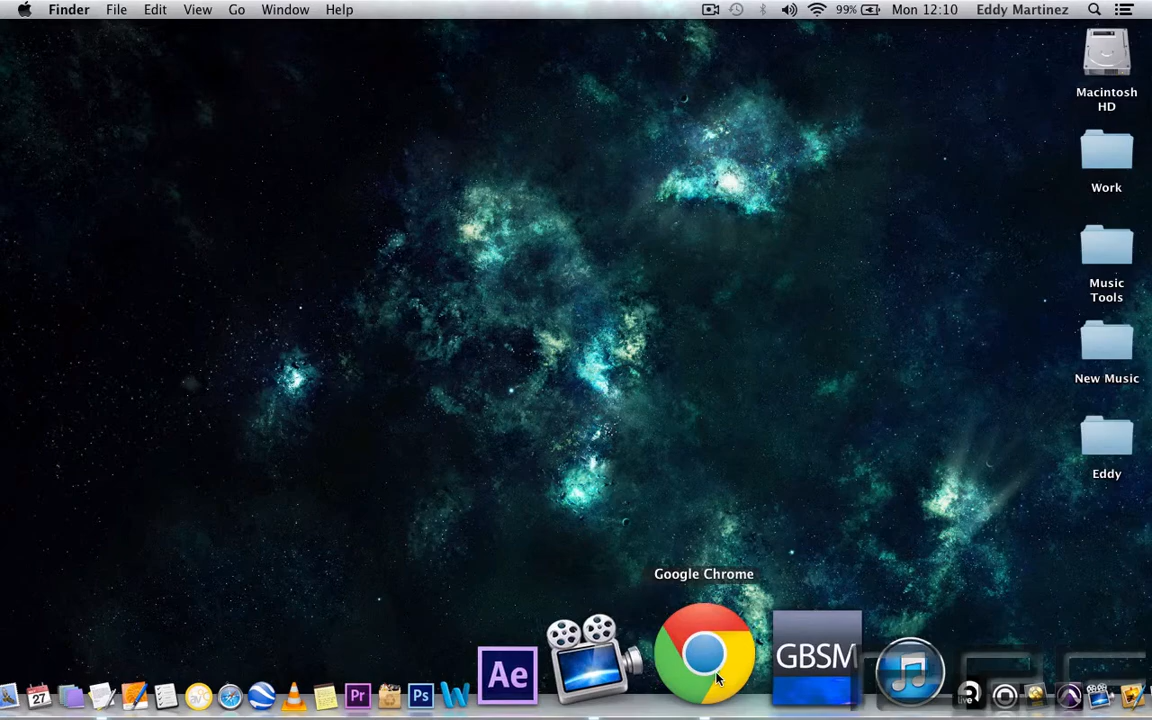 Finder File Edit View Go Window Help 99% Mon 12:10 Eddy Martinez
Macintosh
HD
Work
Music
Tools
New Music
Eddy
Google Chrome
GBSM
Ae
27
Pr
Ps
W
live